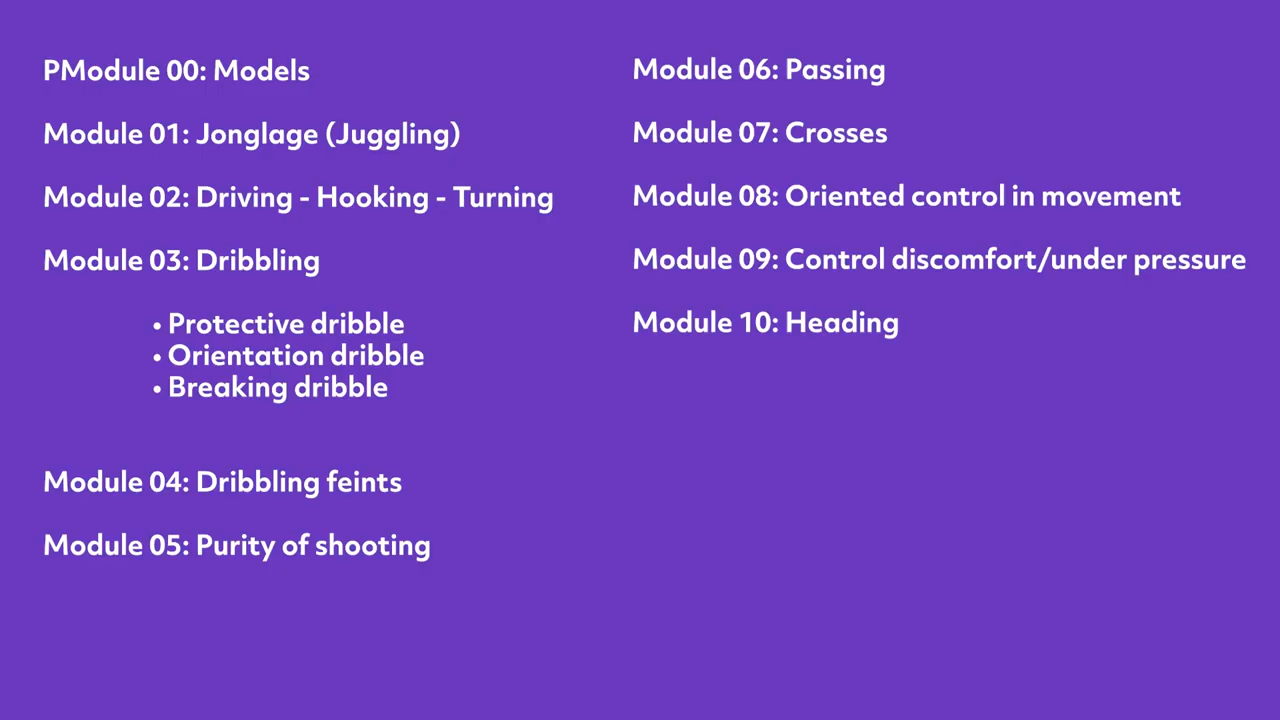 PModule 00: Models
Module 01: Jonglage (Juggling)
Module 02: Driving - Hooking - Turning
Module 03: Dribbling
• Protective dribble
• Orientation dribble
• Breaking dribble
Module 04: Dribbling feints
Module 05: Purity of shooting
Module 06: Passing
Module 07: Crosses
Module 08: Oriented control in movement
Module 09: Control discomfort/under pressure
Module 10: Heading